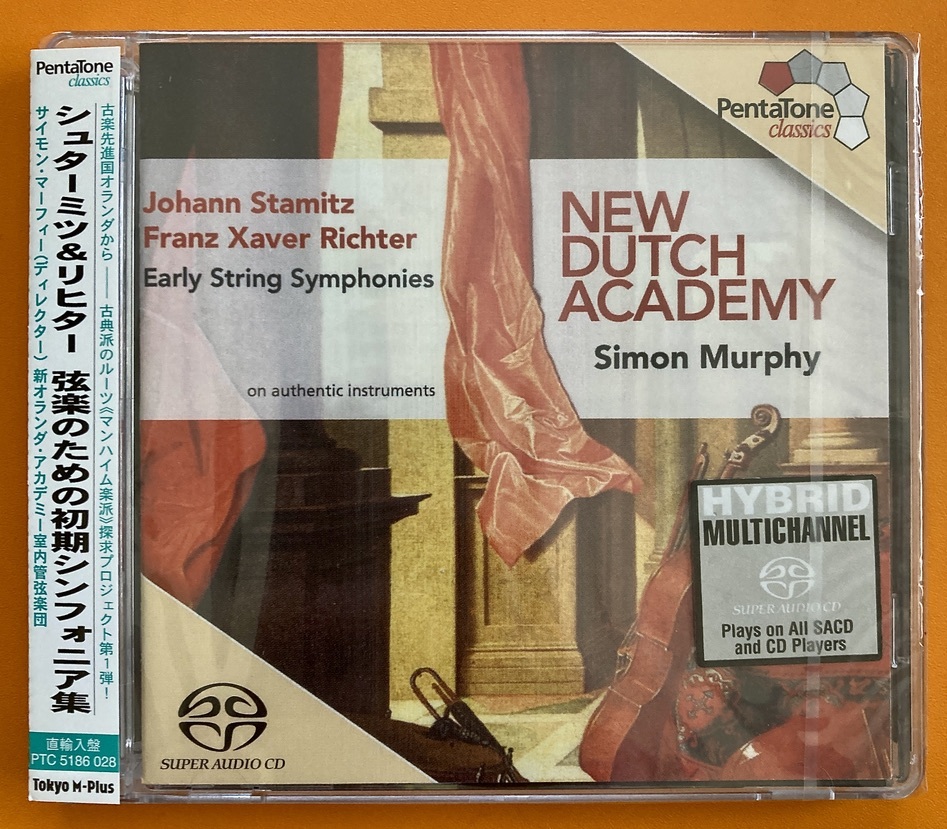 PentaTone
classics
古楽先進国オランダから —— 古典派のルーツ《マンハイム楽派》探求プロジェクト第1弾!
シュターミツ&リヒター 弦楽のための初期シンフォニア集
サイモン・マーフィー(ディレクター) 新オランダ・アカデミー室内管弦楽団
直輸入盤
PTC 5186 028
Tokyo M-Plus
PentaTone
classics
Johann Stamitz
Franz Xaver Richter
Early String Symphonies
on authentic instruments
NEW
DUTCH
ACADEMY
Simon Murphy
HYBRID
MULTICHANNEL
SUPER AUDIO CD
Plays on All SACD
and CD Players
SUPER AUDIO CD